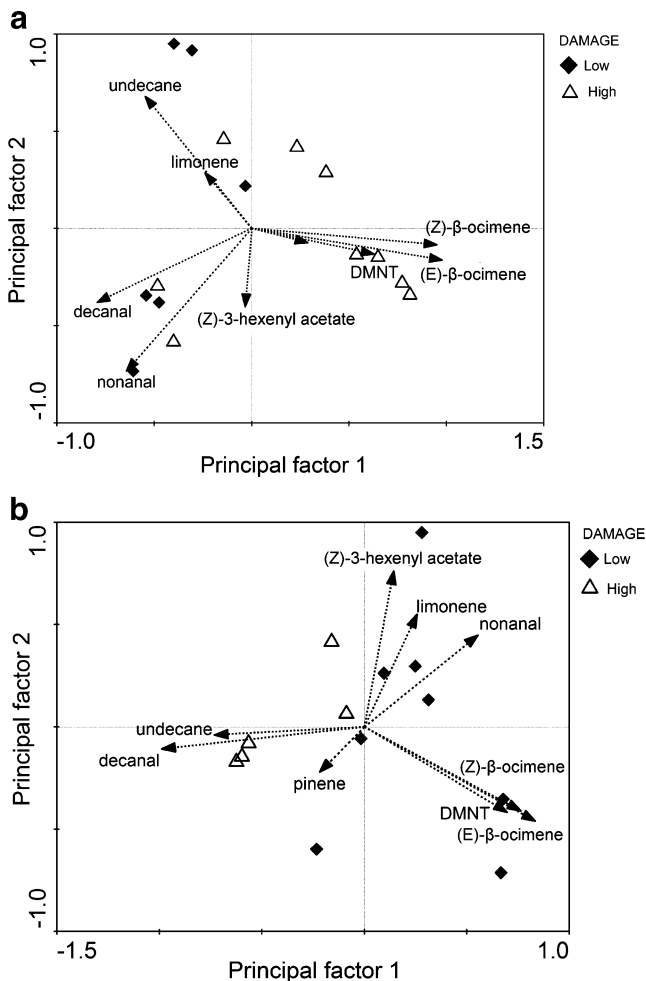 a
1.0
DAMAGE
Low
High
undecane
limonene
Principal factor 2
(Z)-β-ocimene
DMNT
(E)-β-ocimene
decanal
(Z)-3-hexenyl acetate
nonanal
-1.0
-1.0
1.5
Principal factor 1
b
1.0
DAMAGE
Low
High
(Z)-3-hexenyl acetate
limonene
nonanal
Principal factor 2
undecane
decanal
pinene
(Z)-β-ocimene
DMNT
(E)-β-ocimene
-1.0
-1.5
1.0
Principal factor 1